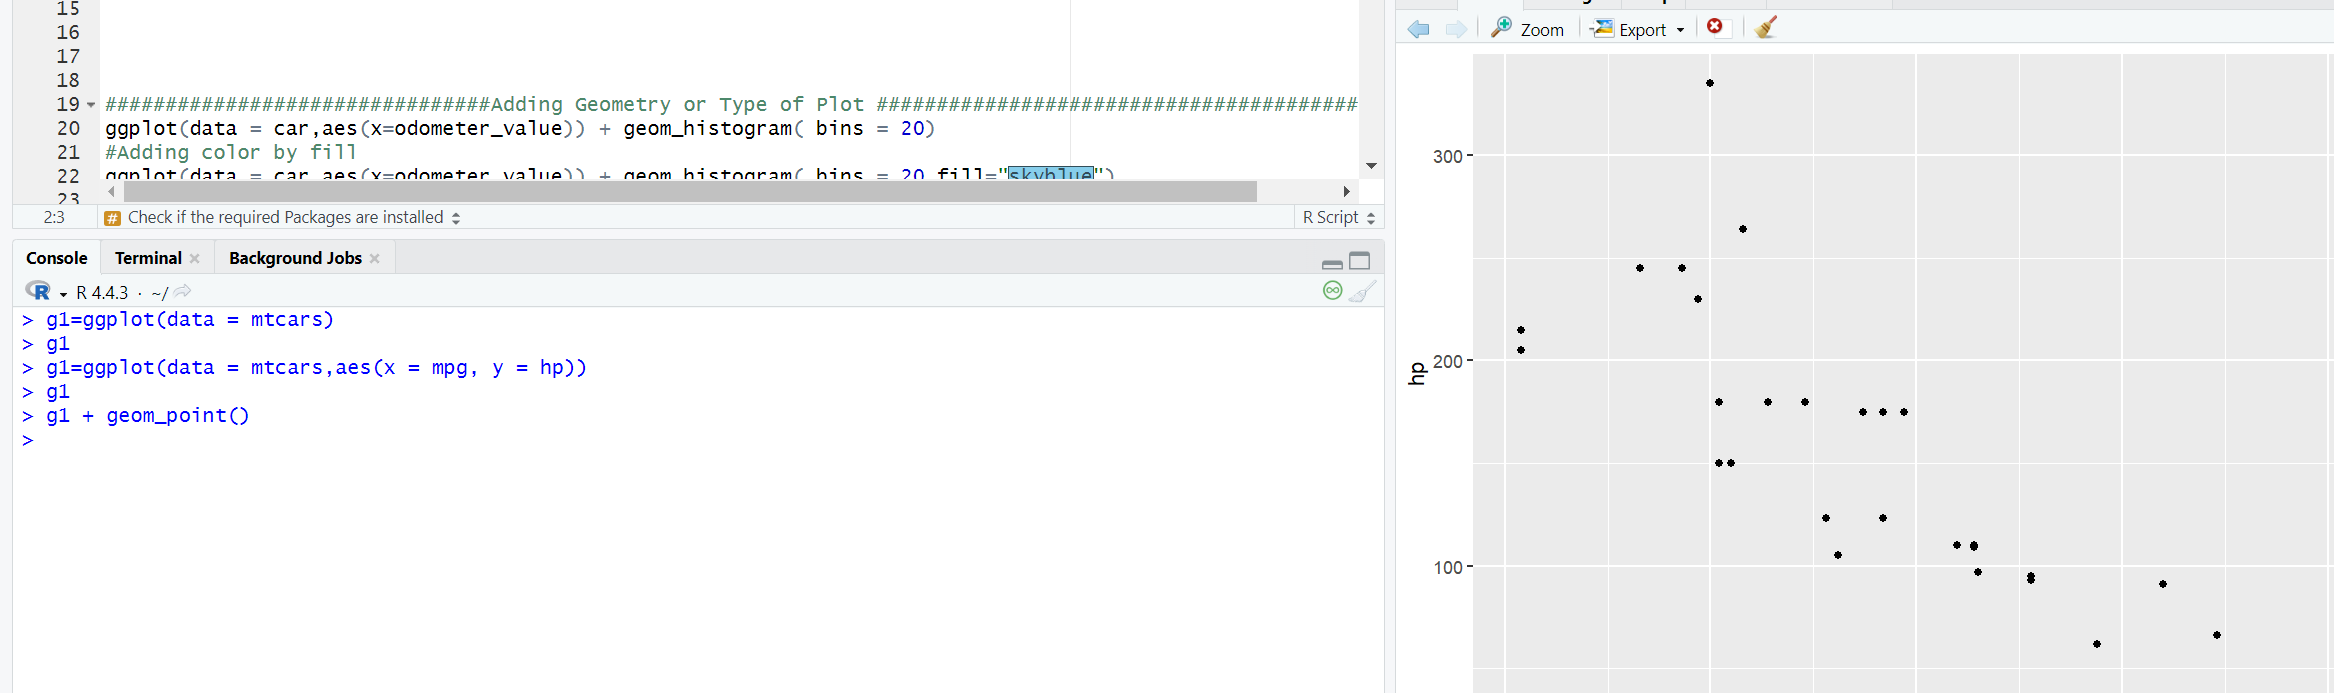 15
16
17
18
19 ################################Adding Geometry or Type of Plot ########################################
20 ggplot(data = car,aes(x=odometer_value)) + geom_histogram( bins = 20)
21 #Adding color by fill
22 ggplot(data = car,aes(x=odometer_value)) + geom_histogram( bins = 20,fill="skyblue")
23
2:3 # Check if the required Packages are installed R Script
Console Terminal Background Jobs
R R 4.4.3 · ~/
> g1=ggplot(data = mtcars)
> g1
> g1=ggplot(data = mtcars,aes(x = mpg, y = hp))
> g1
> g1 + geom_point()
>
Zoom Export
300
200
100
hp